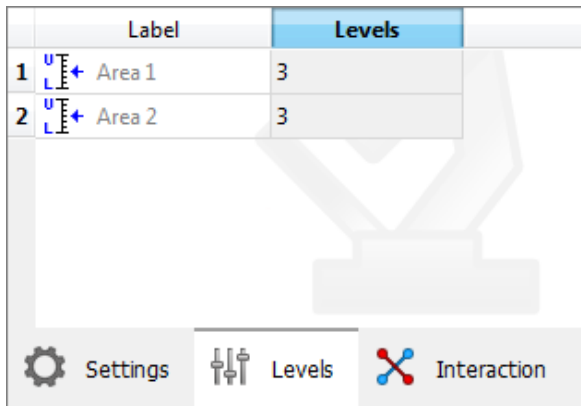 Label Levels
1 U L Area 1 3
2 U L Area 2 3
Settings Levels Interaction